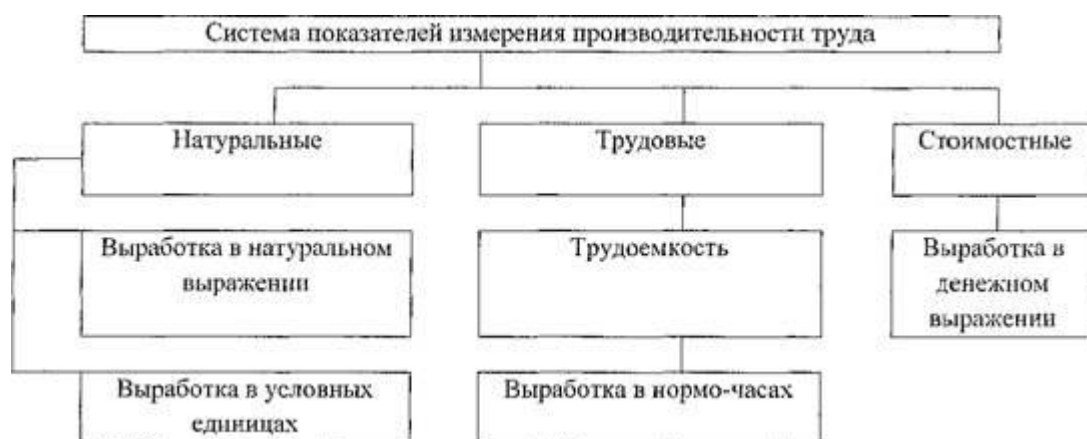 Система показателей измерения производительности труда
Натуральные
Трудовые
Стоимостные
Выработка в натуральном
выражении
Трудоемкость
Выработка в
денежном
выражении
Выработка в условных
единицах
Выработка в нормо-часах